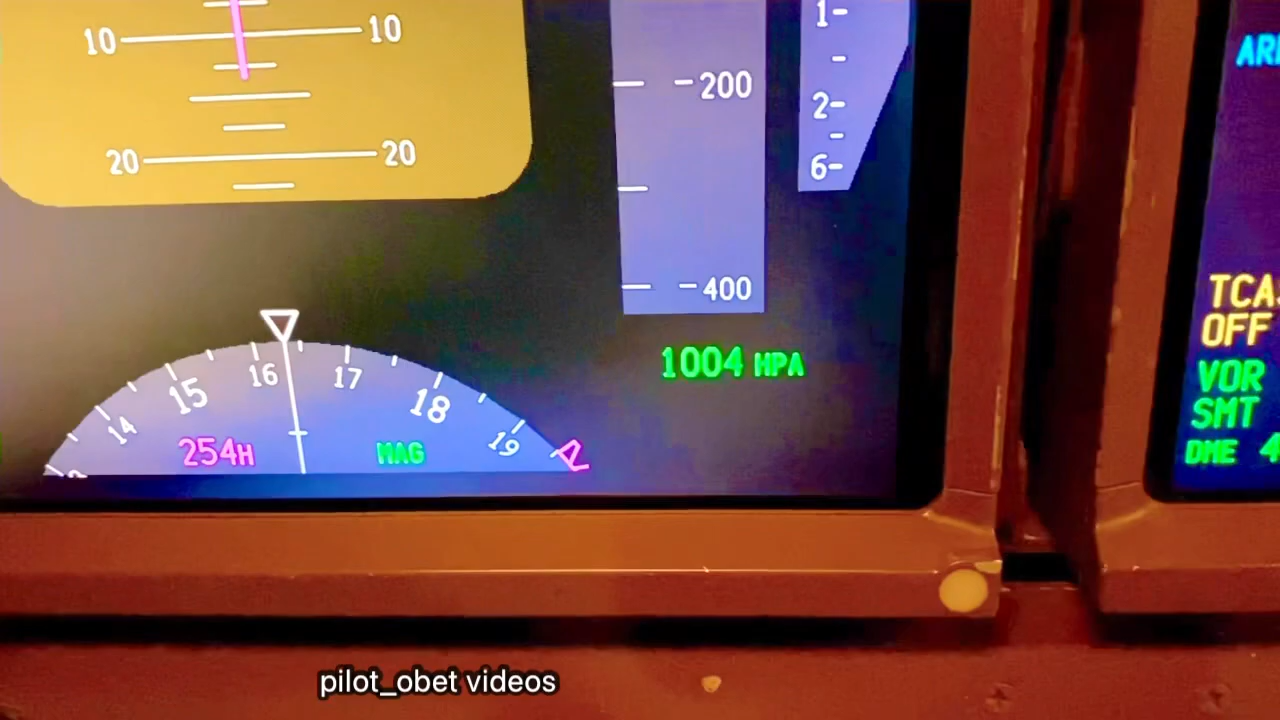 1-
10 10
-200
2-
6-
20 20
-400
1004 HPA
14 15 16 17 18 19
254H MAG
TCA
OFF
VOR
SMT
DME 4
pilot_obet videos